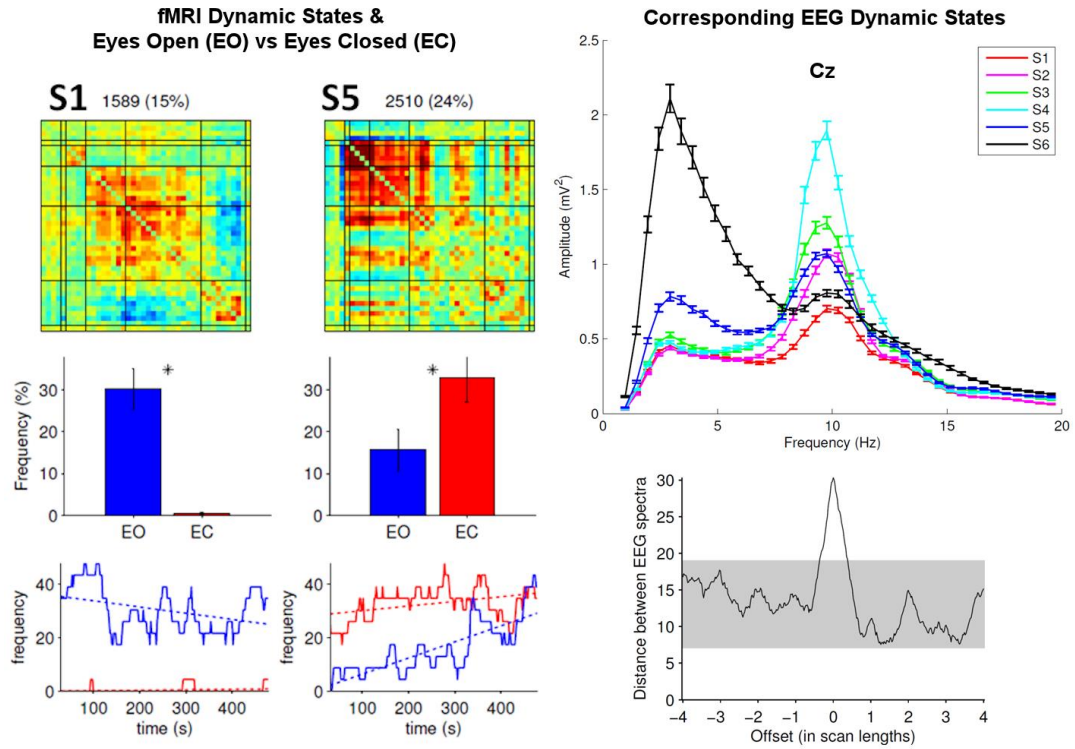 fMRI Dynamic States &
Eyes Open (EO) vs Eyes Closed (EC)
S1 1589 (15%)
S5 2510 (24%)
Frequency (%)
30
20
10
0
EO
EC
*
30
20
10
0
EO
EC
*
frequency
40
20
0
100
200
300
400
time (s)
frequency
40
20
0
100
200
300
400
time (s)
Corresponding EEG Dynamic States
Cz
S1
S2
S3
S4
S5
S6
Amplitude (mV²)
2.5
2
1.5
1
0.5
0
0
5
10
15
20
Frequency (Hz)
Distance between EEG spectra
30
25
20
15
10
5
0
−4
−3
−2
−1
0
1
2
3
4
Offset (in scan lengths)